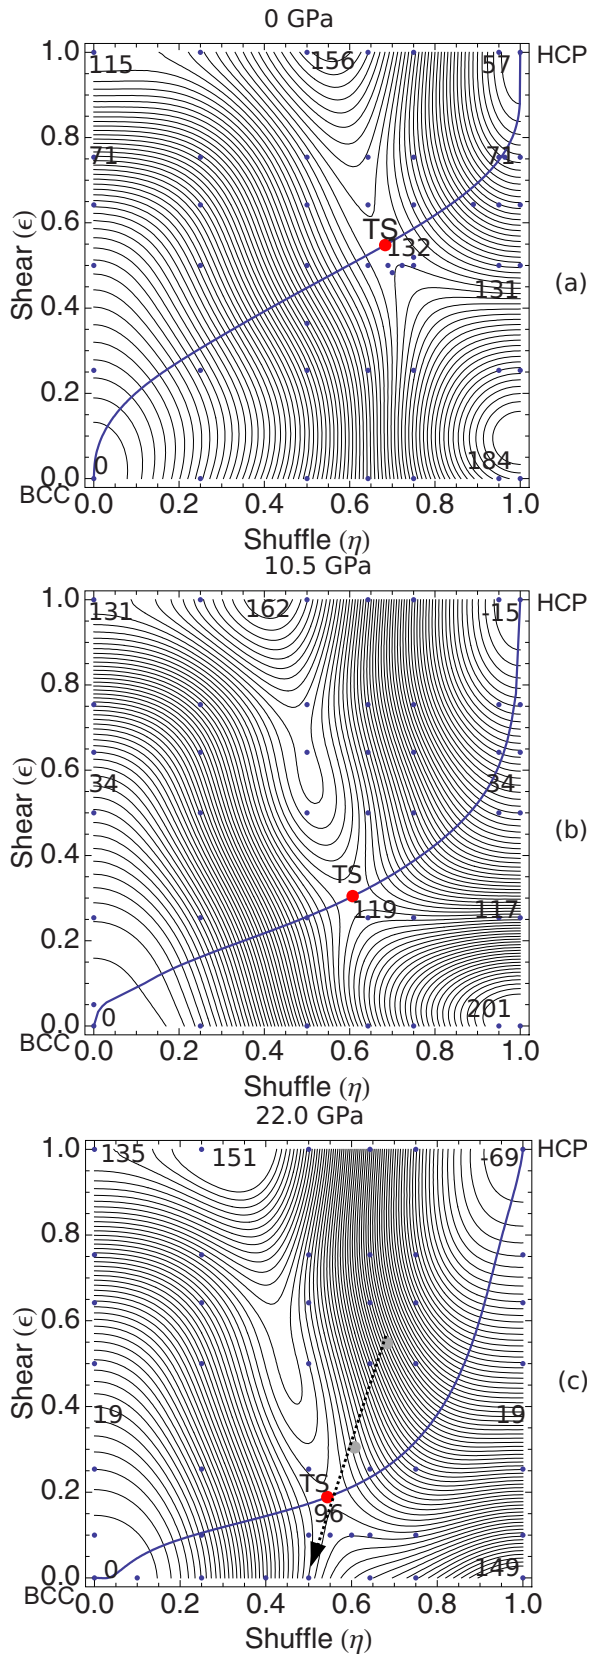 0 GPa
1.0 115 156 57 HCP
0.8
71 71
0.6
TS
132
Shear (ϵ)
131 (a)
0.4
0.2
184
0.0 0
BCC
0.0 0.2 0.4 0.6 0.8 1.0
Shuffle (η)
10.5 GPa
1.0 131 162 -15 HCP
0.8
0.6
34 34
Shear (ϵ)
(b)
0.4
TS
119 117
0.2
201
0.0 0
BCC
0.0 0.2 0.4 0.6 0.8 1.0
Shuffle (η)
22.0 GPa
1.0 135 151 -69 HCP
0.8
0.6
Shear (ϵ)
(c)
0.4 19 19
TS
0.2
96
149
0.0 0
BCC
0.0 0.2 0.4 0.6 0.8 1.0
Shuffle (η)